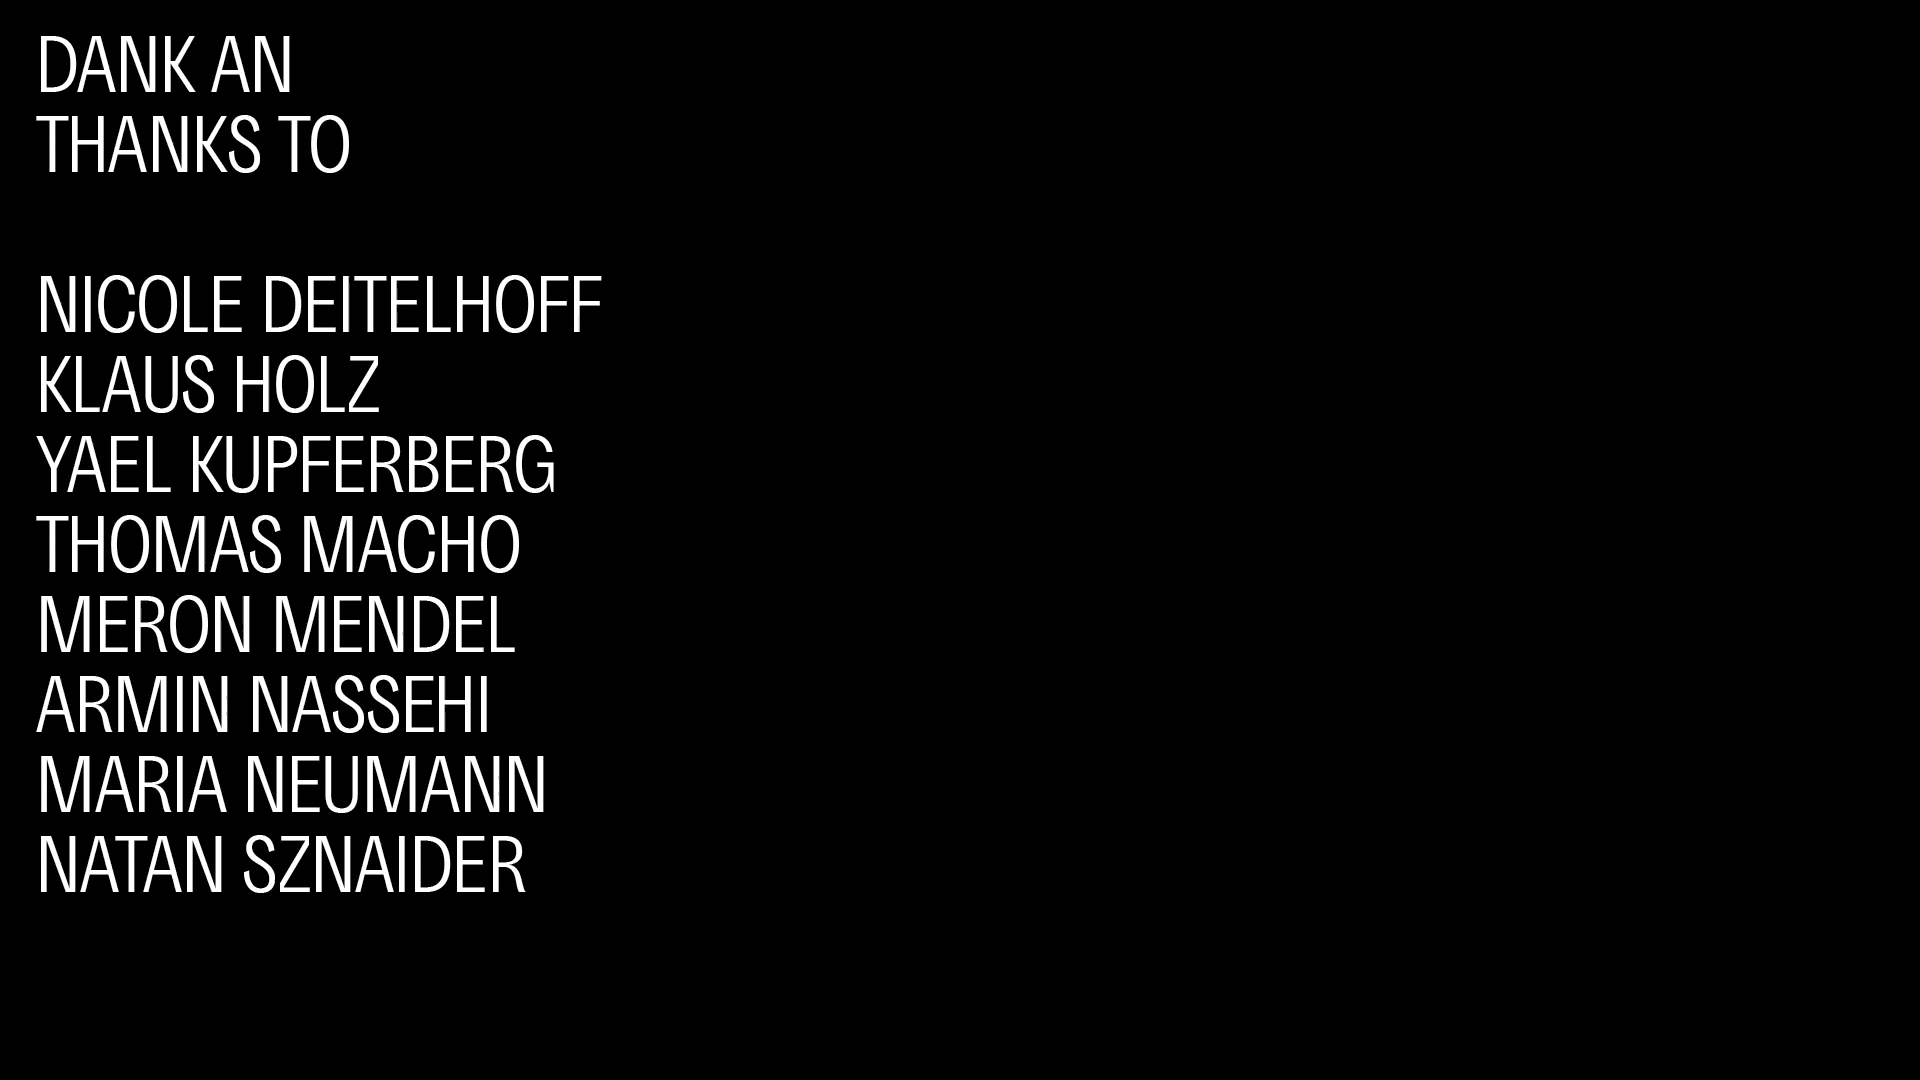 DANK AN
THANKS TO
NICOLE DEITELHOFF
KLAUS HOLZ
YAEL KUPFERBERG
THOMAS MACHO
MERON MENDEL
ARMIN NASSEHI
MARIA NEUMANN
NATAN SZNAIDER